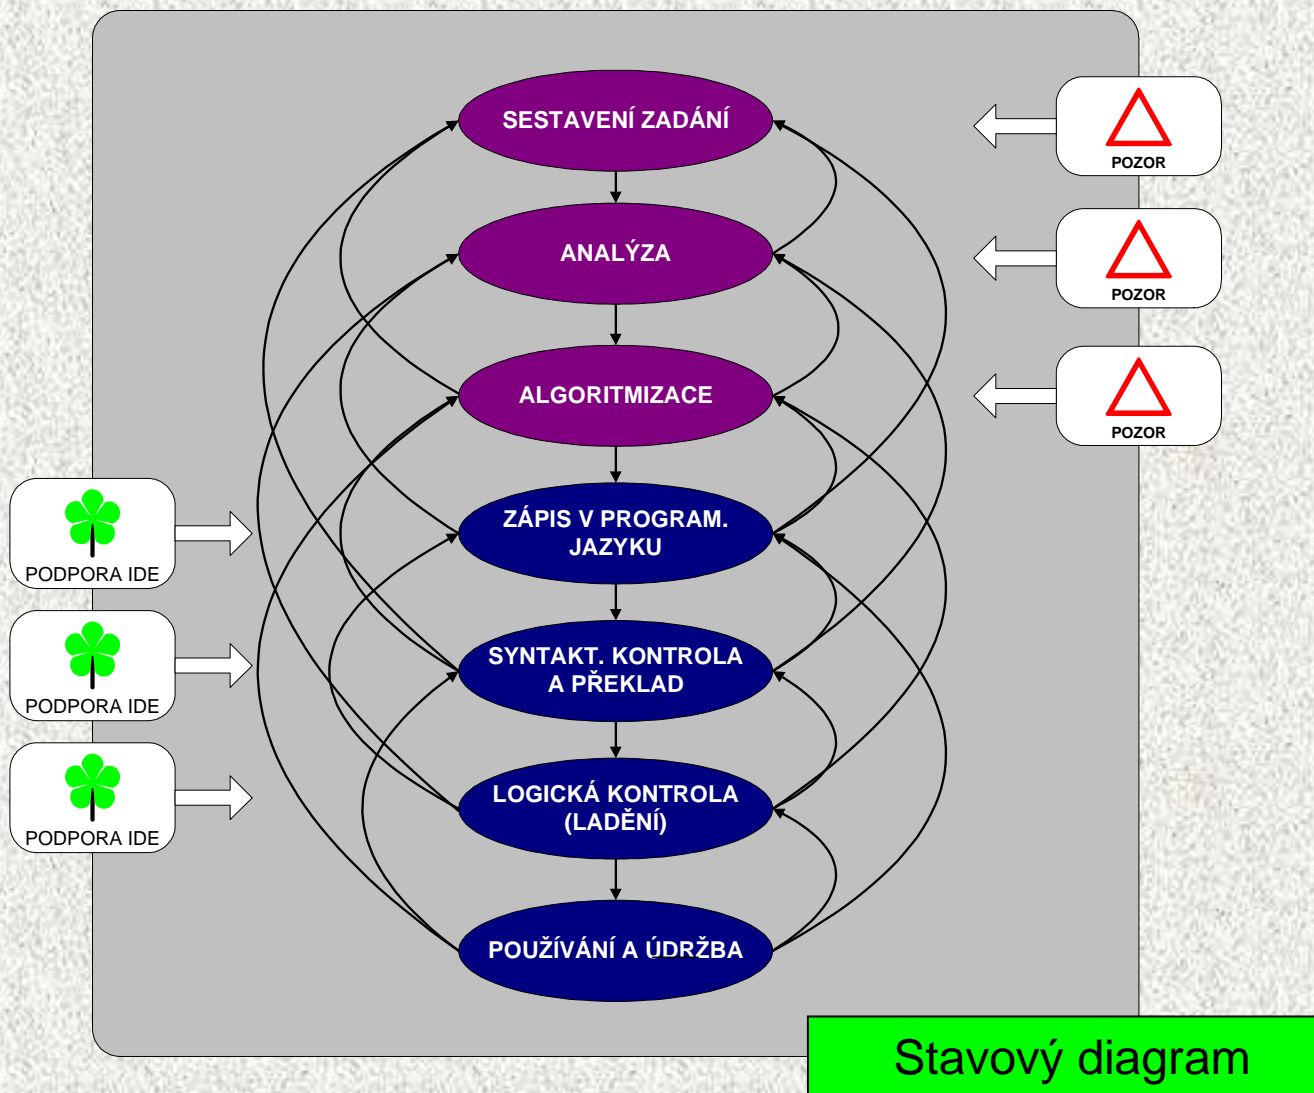 SESTAVENÍ ZADÁNÍ
POZOR
ANALÝZA
POZOR
ALGORITMIZACE
POZOR
ZÁPIS V PROGRAM.
JAZYKU
PODPORA IDE
SYNTAKT. KONTROLA
A PŘEKLAD
PODPORA IDE
LOGICKÁ KONTROLA
(LADĚNÍ)
PODPORA IDE
POUŽÍVÁNÍ A ÚDRŽBA
Stavový diagram